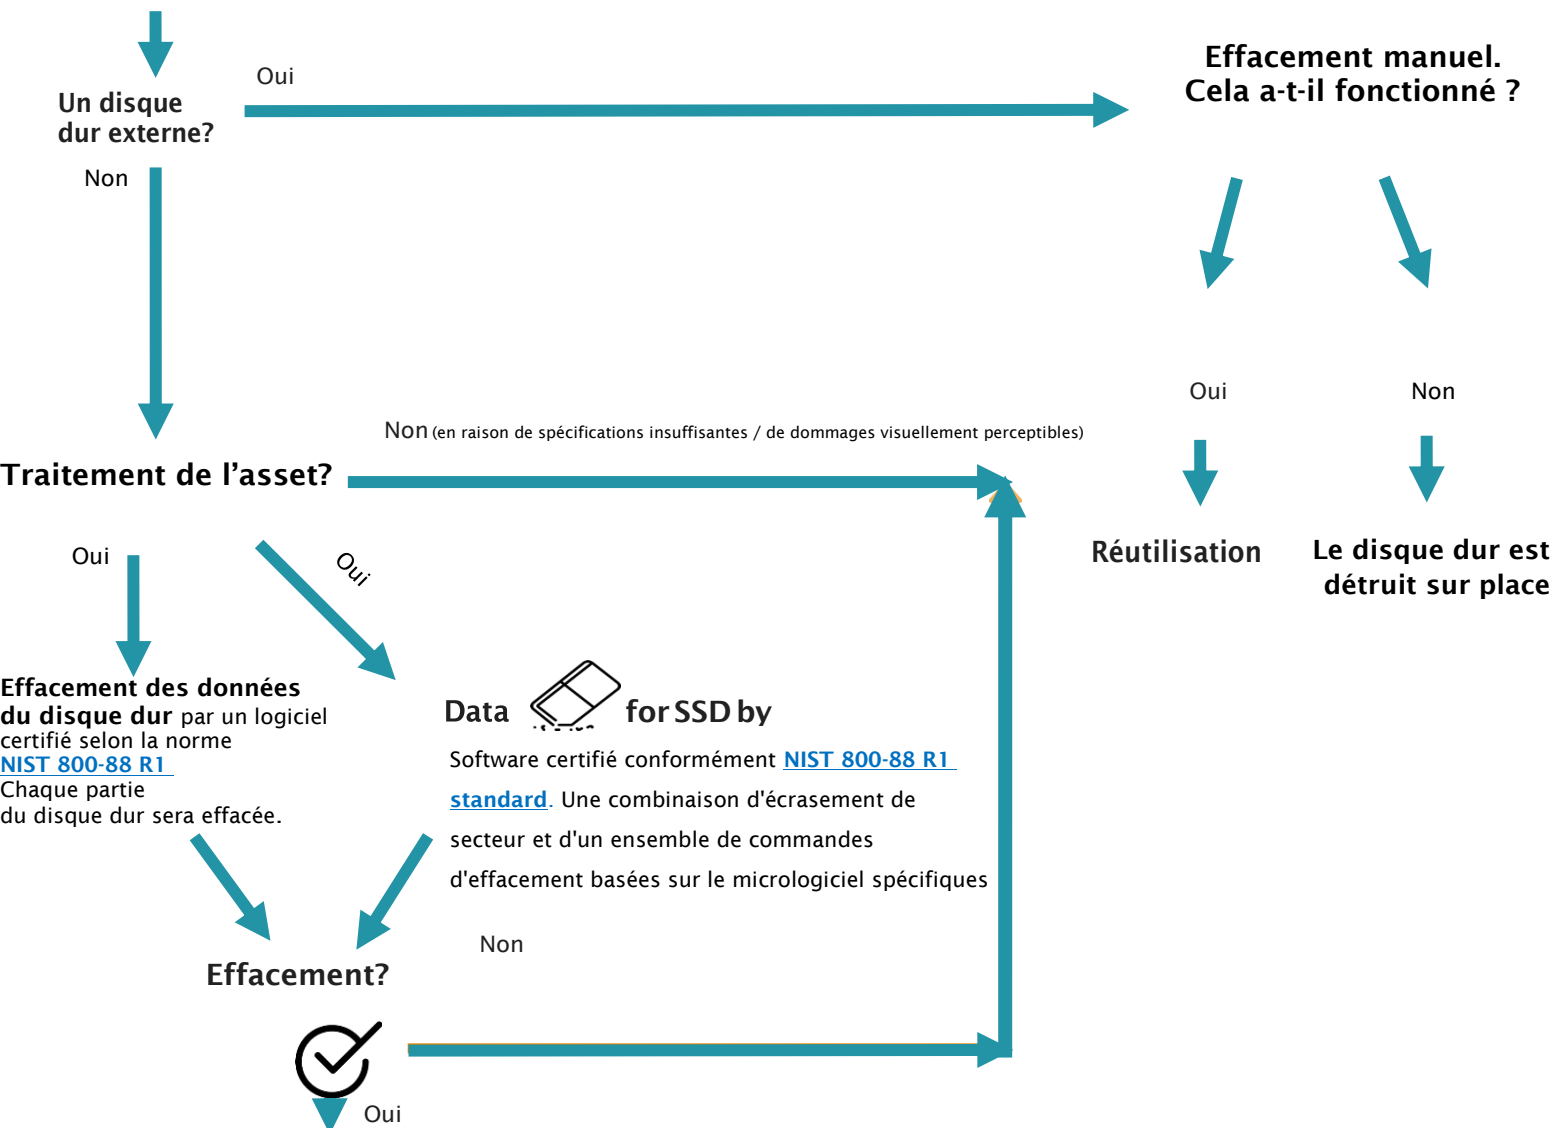 Oui
Effacement manuel.
Cela a-t-il fonctionné ?
Un disque
dur externe?
Non
Oui
Non
Non (en raison de spécifications insuffisantes / de dommages visuellement perceptibles)
Traitement de l’asset?
Oui
Oui
Réutilisation
Le disque dur est
détruit sur place
Effacement des données
du disque dur par un logiciel
certifié selon la norme
NIST 800-88 R1
Chaque partie
du disque dur sera effacée.
Data for SSD by
Software certifié conformément NIST 800-88 R1
standard. Une combinaison d'écrasement de
secteur et d'un ensemble de commandes
d'effacement basées sur le micrologiciel spécifiques
Non
Effacement?
Oui